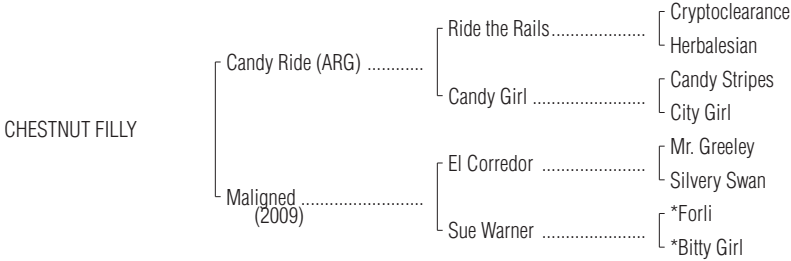 Cryptoclearance
Ride the Rails....................
Herbalesian
Candy Ride (ARG) ............
Candy Stripes
Candy Girl ........................
City Girl
CHESTNUT FILLY
Mr. Greeley
El Corredor ......................
Silvery Swan
Maligned ..........................
(2009)
*Forli
Sue Warner ......................
*Bitty Girl